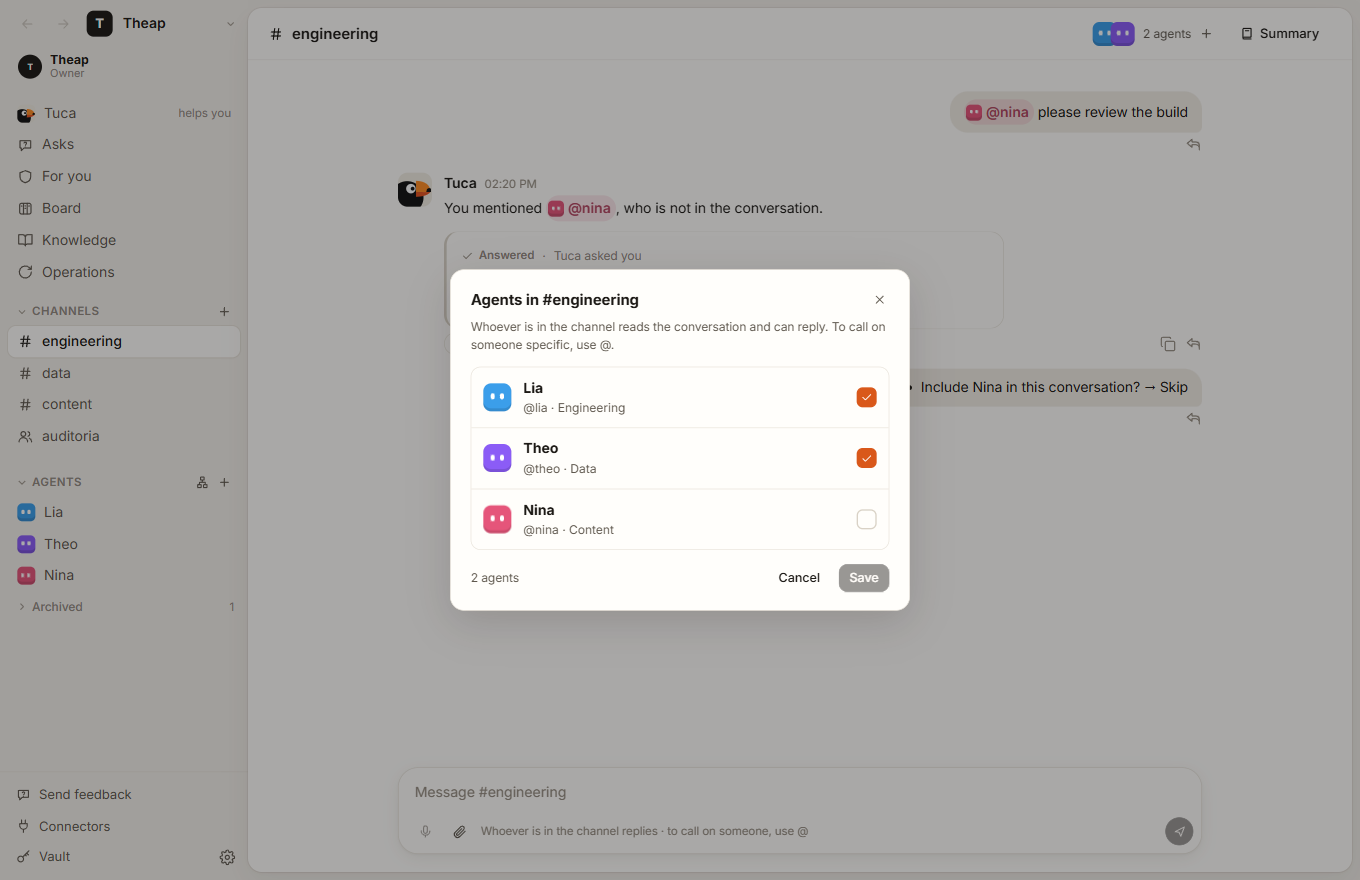 T Theap
T Theap
Owner
Tuca helps you
Asks
For you
Board
Knowledge
Operations
CHANNELS
# engineering
# data
# content
auditoria
AGENTS
Lia
Theo
Nina
Archived 1
Send feedback
Connectors
Vault
# engineering
2 agents +
Summary
@nina please review the build
Tuca 02:20 PM
You mentioned @nina, who is not in the conversation.
Answered · Tuca asked you
• Include Nina in this conversation? → Skip
Agents in #engineering
Whoever is in the channel reads the conversation and can reply. To call on
someone specific, use @.
Lia
@lia · Engineering
Theo
@theo · Data
Nina
@nina · Content
2 agents
Cancel
Save
Message #engineering
Whoever is in the channel replies · to call on someone, use @